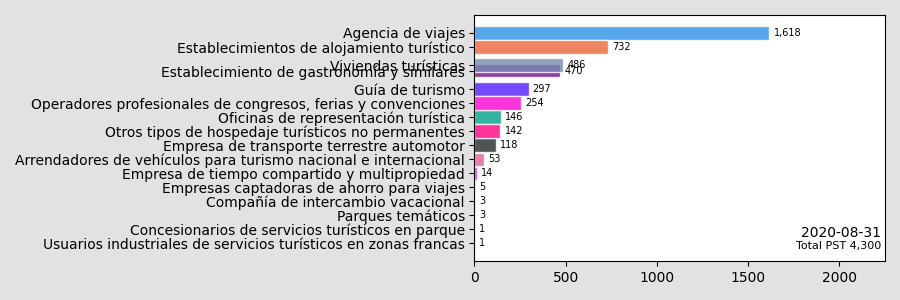 Agencia de viajes 1,618
Establecimientos de alojamiento turístico 732
Viviendas turísticas 486
Establecimiento de gastronomía y similares 470
Guía de turismo 297
Operadores profesionales de congresos, ferias y convenciones 254
Oficinas de representación turística 146
Otros tipos de hospedaje turísticos no permanentes 142
Empresa de transporte terrestre automotor 118
Arrendadores de vehículos para turismo nacional e internacional 53
Empresa de tiempo compartido y multipropiedad 14
Empresas captadoras de ahorro para viajes 5
Compañía de intercambio vacacional 3
Parques temáticos 3
Concesionarios de servicios turísticos en parque 1
Usuarios industriales de servicios turísticos en zonas francas 1
2020-08-31
Total PST 4,300
0 500 1000 1500 2000